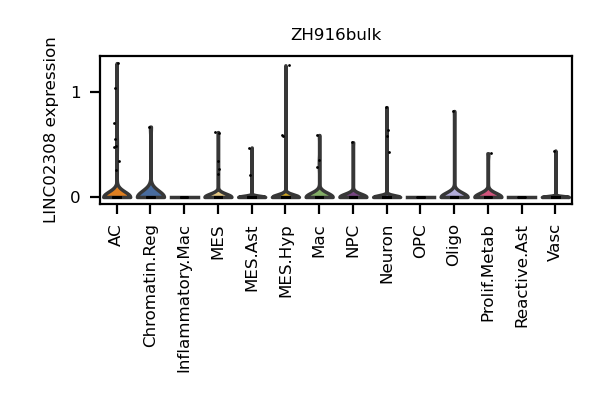 ZH916bulk
LINC02308 expression
1
0
AC
Chromatin.Reg
Inflammatory.Mac
MES
MES.Ast
MES.Hyp
Mac
NPC
Neuron
OPC
Oligo
Prolif.Metab
Reactive.Ast
Vasc